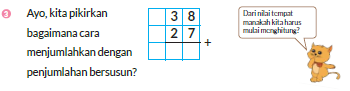 3 Ayo, kita pikirkan
bagaimana cara
menjumlahkan dengan
penjumlahan bersusun?
3 8
2 7
+
Dari nilai tempat
manakah kita harus
mulai menghitung?